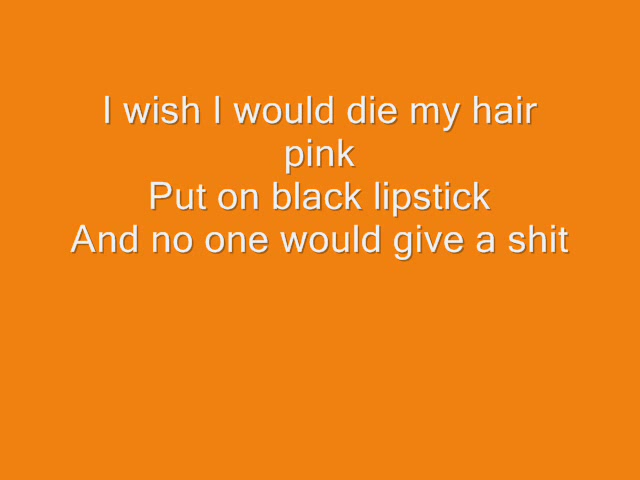 I wish I would die my hair
pink
Put on black lipstick
And no one would give a shit